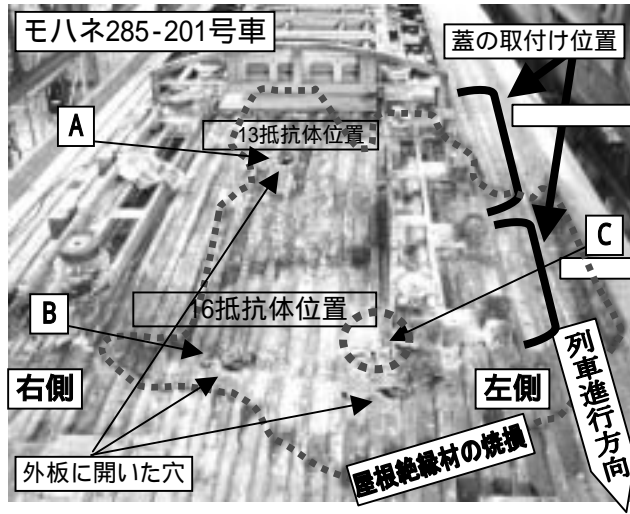 モハネ285-201号車
蓋の取付け位置
A
13抵抗体位置
C
16抵抗体位置
B
右側
左側
列車進行方向
外板に開いた穴
屋根絶縁材の焼損